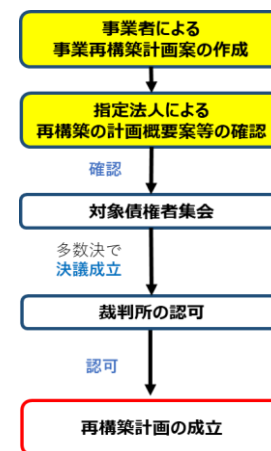 事業者による
事業再構築計画案の作成
指定法人による
再構築の計画概要案等の確認
確認
対象債権者集会
多数決で
決議成立
裁判所の認可
認可
再構築計画の成立